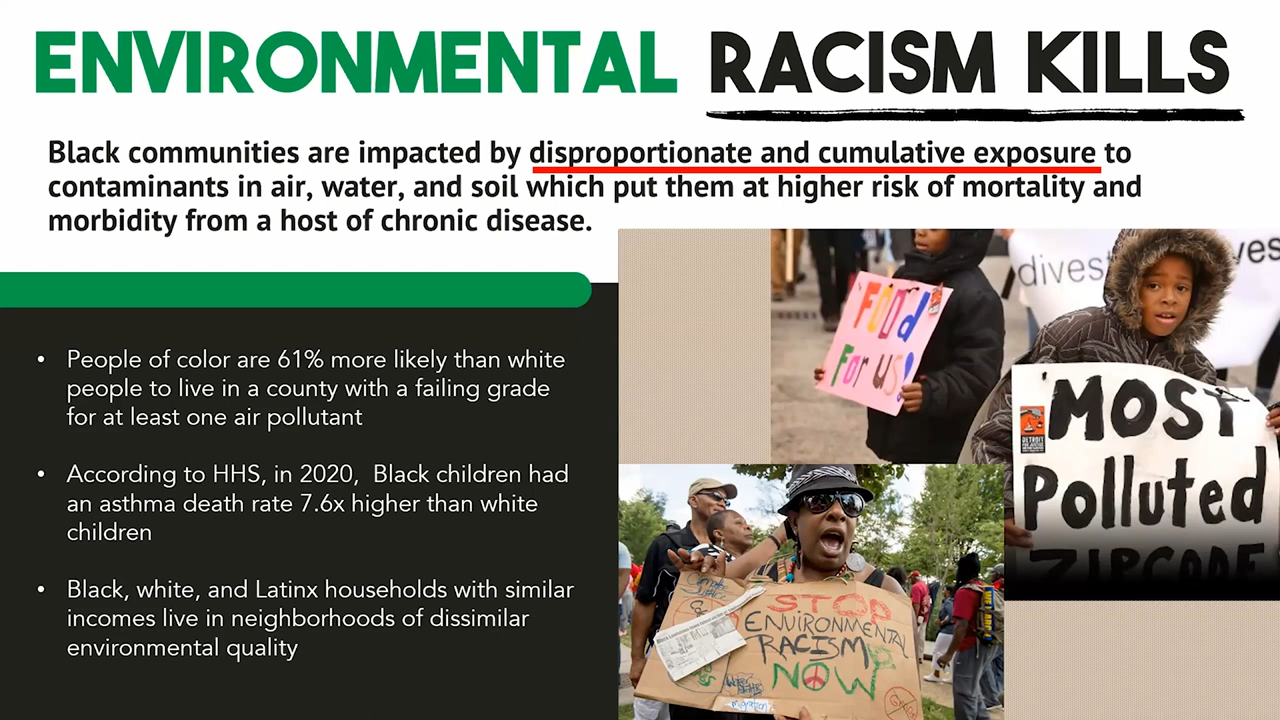 ENVIRONMENTAL RACISM KILLS
Black communities are impacted by disproportionate and cumulative exposure to
contaminants in air, water, and soil which put them at higher risk of mortality and
morbidity from a host of chronic disease.
• People of color are 61% more likely than white
people to live in a county with a failing grade
for at least one air pollutant
• According to HHS, in 2020, Black children had
an asthma death rate 7.6x higher than white
children
• Black, white, and Latinx households with similar
incomes live in neighborhoods of dissimilar
environmental quality
FOOd
For us!
dives
ves
MOST
Polluted
ZIPCODE
DETROIT
STOP
ENVIRONMENTAL
RACISM
NOW
migration